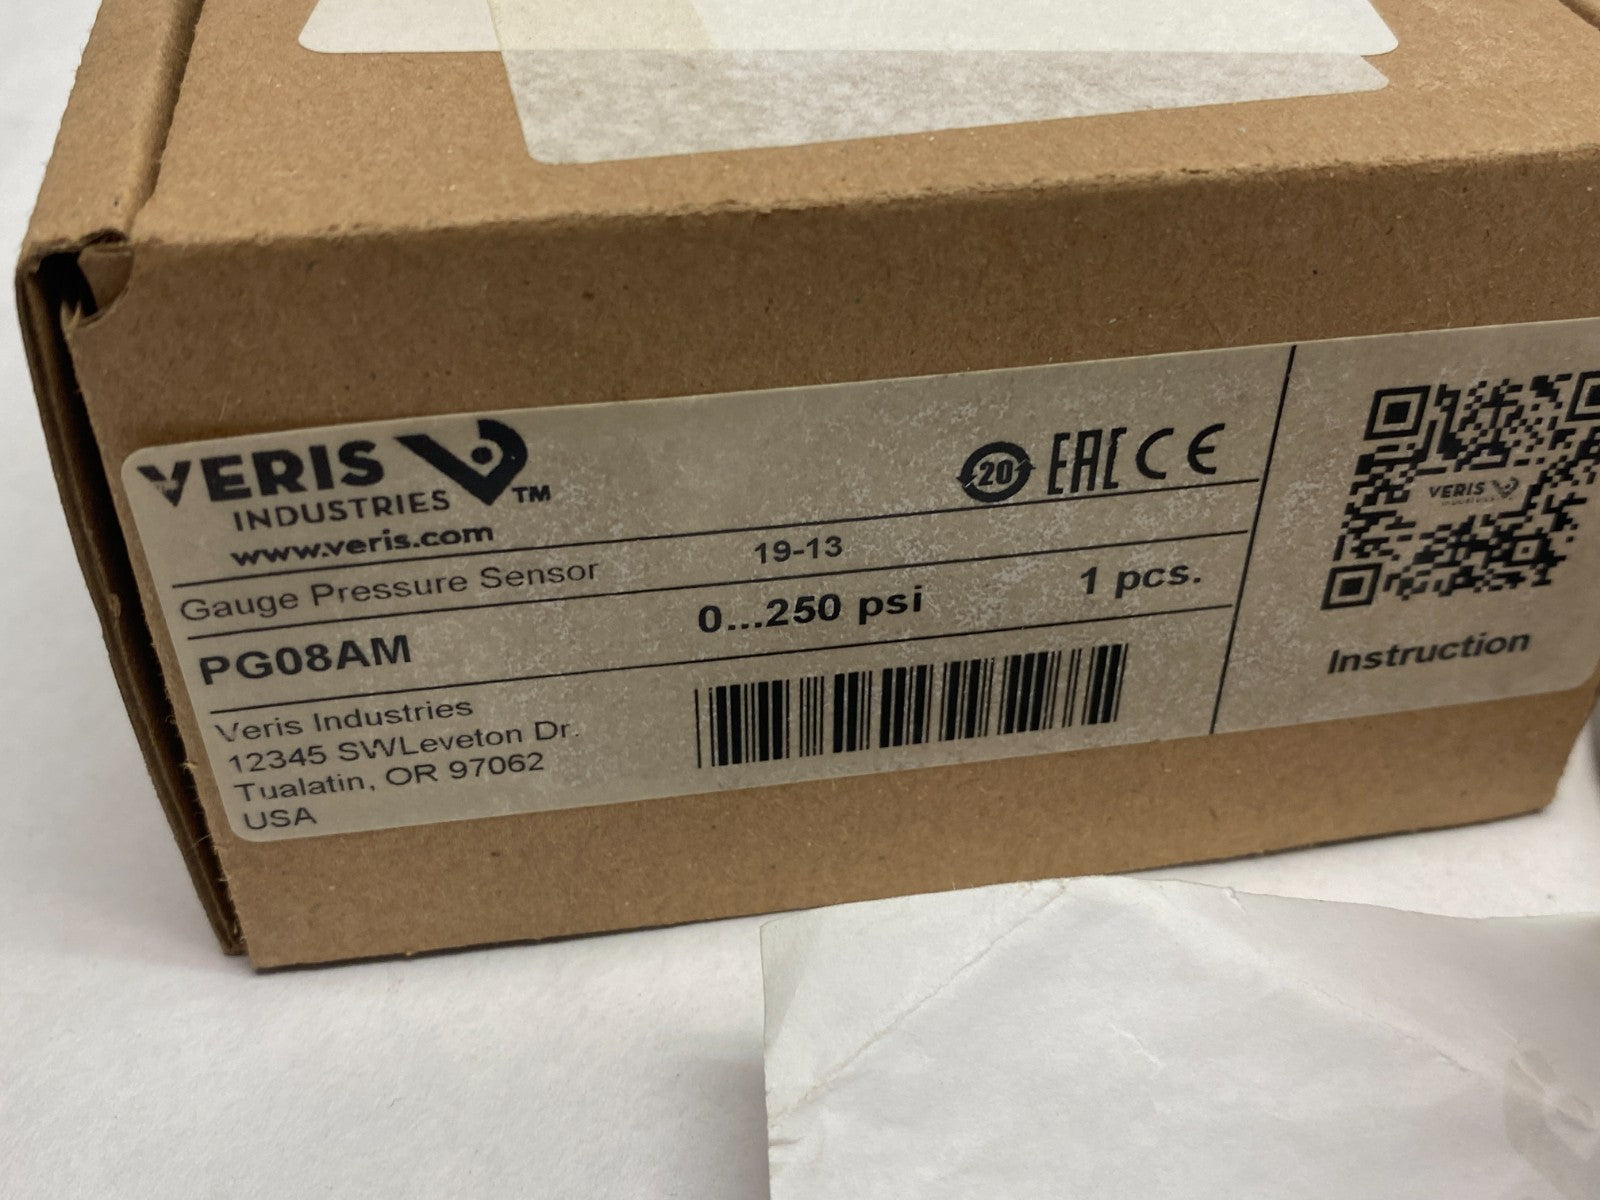 VERIS
INDUSTRIES
TM
www.veris.com
20 EAC CE
Gauge Pressure Sensor 19-13
PG08AM 0...250 psi 1 pcs.
Veris Industries
12345 SWLeveton Dr.
Tualatin, OR 97062
USA
VERIS
Instruction